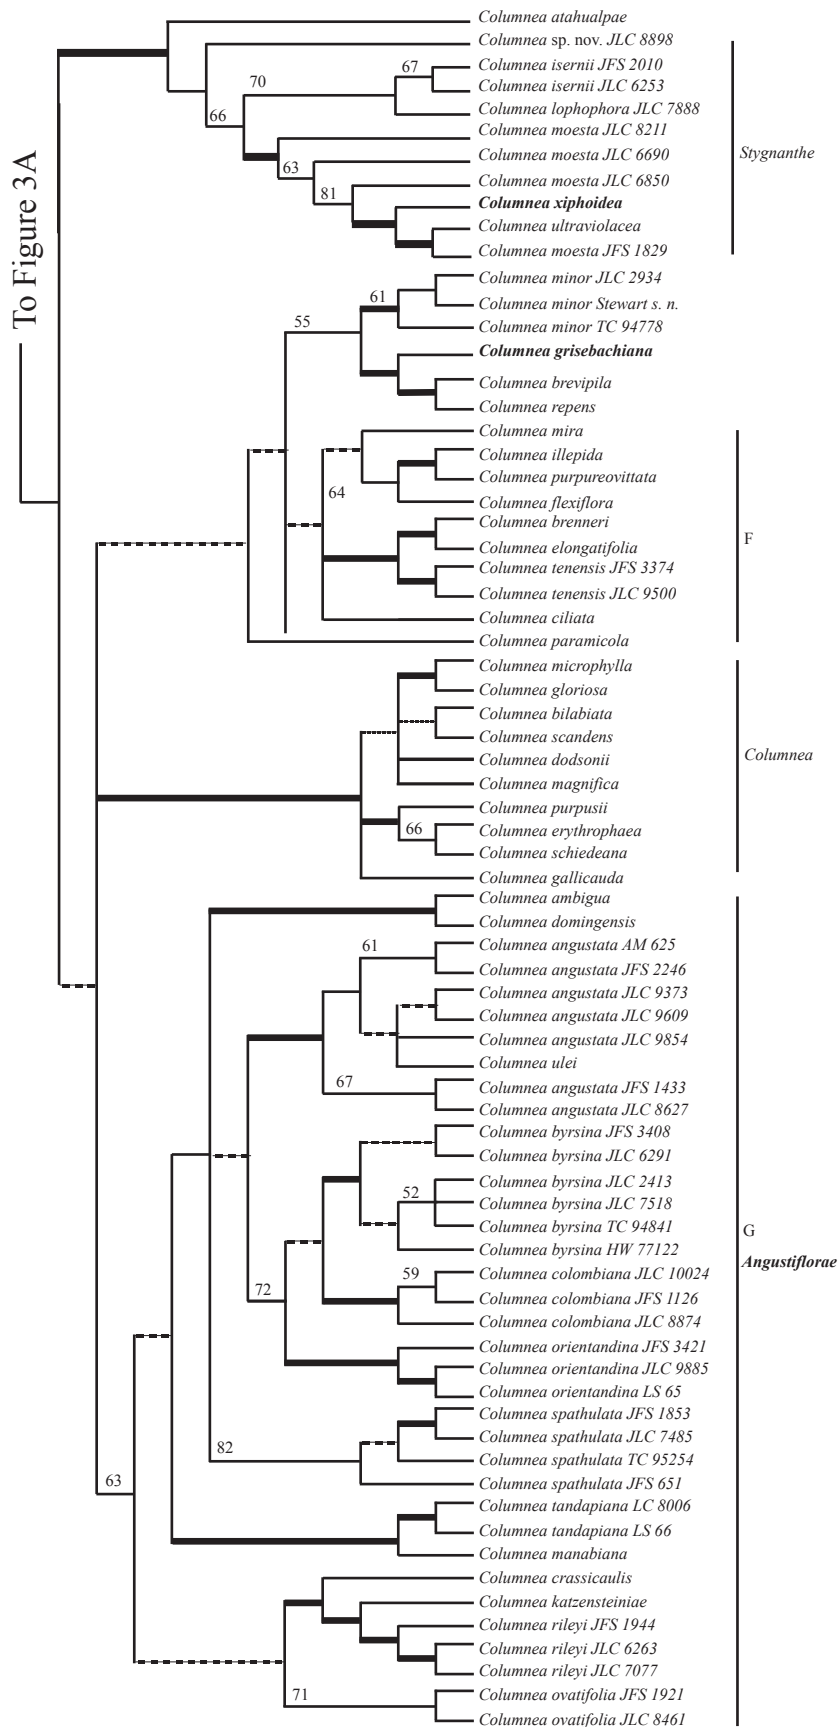 To Figure 3A
Columnea atahualpae
Columnea sp. nov. JLC 8898
67
Columnea isernii JFS 2010
70
Columnea isernii JLC 6253
Columnea lophophora JLC 7888
66
Columnea moesta JLC 8211
Stygnanthe
63
Columnea moesta JLC 6690
81
Columnea moesta JLC 6850
Columnea xiphoidea
Columnea ultraviolacea
Columnea moesta JFS 1829
Columnea minor JLC 2934
61
Columnea minor Stewart s. n.
55
Columnea minor TC 94778
Columnea grisebachiana
Columnea brevipila
Columnea repens
Columnea mira
Columnea illepida
Columnea purpureovittata
64
Columnea flexiflora
Columnea brenneri
F
Columnea elongatifolia
Columnea tenensis JFS 3374
Columnea tenensis JLC 9500
Columnea ciliata
Columnea paramicola
Columnea microphylla
Columnea gloriosa
Columnea bilabiata
Columnea scandens
Columnea
Columnea dodsonii
Columnea magnifica
Columnea purpusii
66
Columnea erythrophaea
Columnea schiedeana
Columnea gallicauda
Columnea ambigua
Columnea domingensis
61
Columnea angustata AM 625
Columnea angustata JFS 2246
Columnea angustata JLC 9373
Columnea angustata JLC 9609
Columnea angustata JLC 9854
Columnea ulei
67
Columnea angustata JFS 1433
Columnea angustata JLC 8627
Columnea byrsina JFS 3408
Columnea byrsina JLC 6291
Columnea byrsina JLC 2413
52
Columnea byrsina JLC 7518
Columnea byrsina TC 94841
G
Columnea byrsina HW 77122
Angustiflorae
59
Columnea colombiana JLC 10024
72
Columnea colombiana JFS 1126
Columnea colombiana JLC 8874
Columnea orientandina JFS 3421
Columnea orientandina JLC 9885
Columnea orientandina LS 65
Columnea spathulata JFS 1853
Columnea spathulata JLC 7485
82
Columnea spathulata TC 95254
63
Columnea spathulata JFS 651
Columnea tandapiana LC 8006
Columnea tandapiana LS 66
Columnea manabiana
Columnea crassicaulis
Columnea katzensteiniae
Columnea rileyi JFS 1944
Columnea rileyi JLC 6263
Columnea rileyi JLC 7077
71
Columnea ovatifolia JFS 1921
Columnea ovatifolia JLC 8461